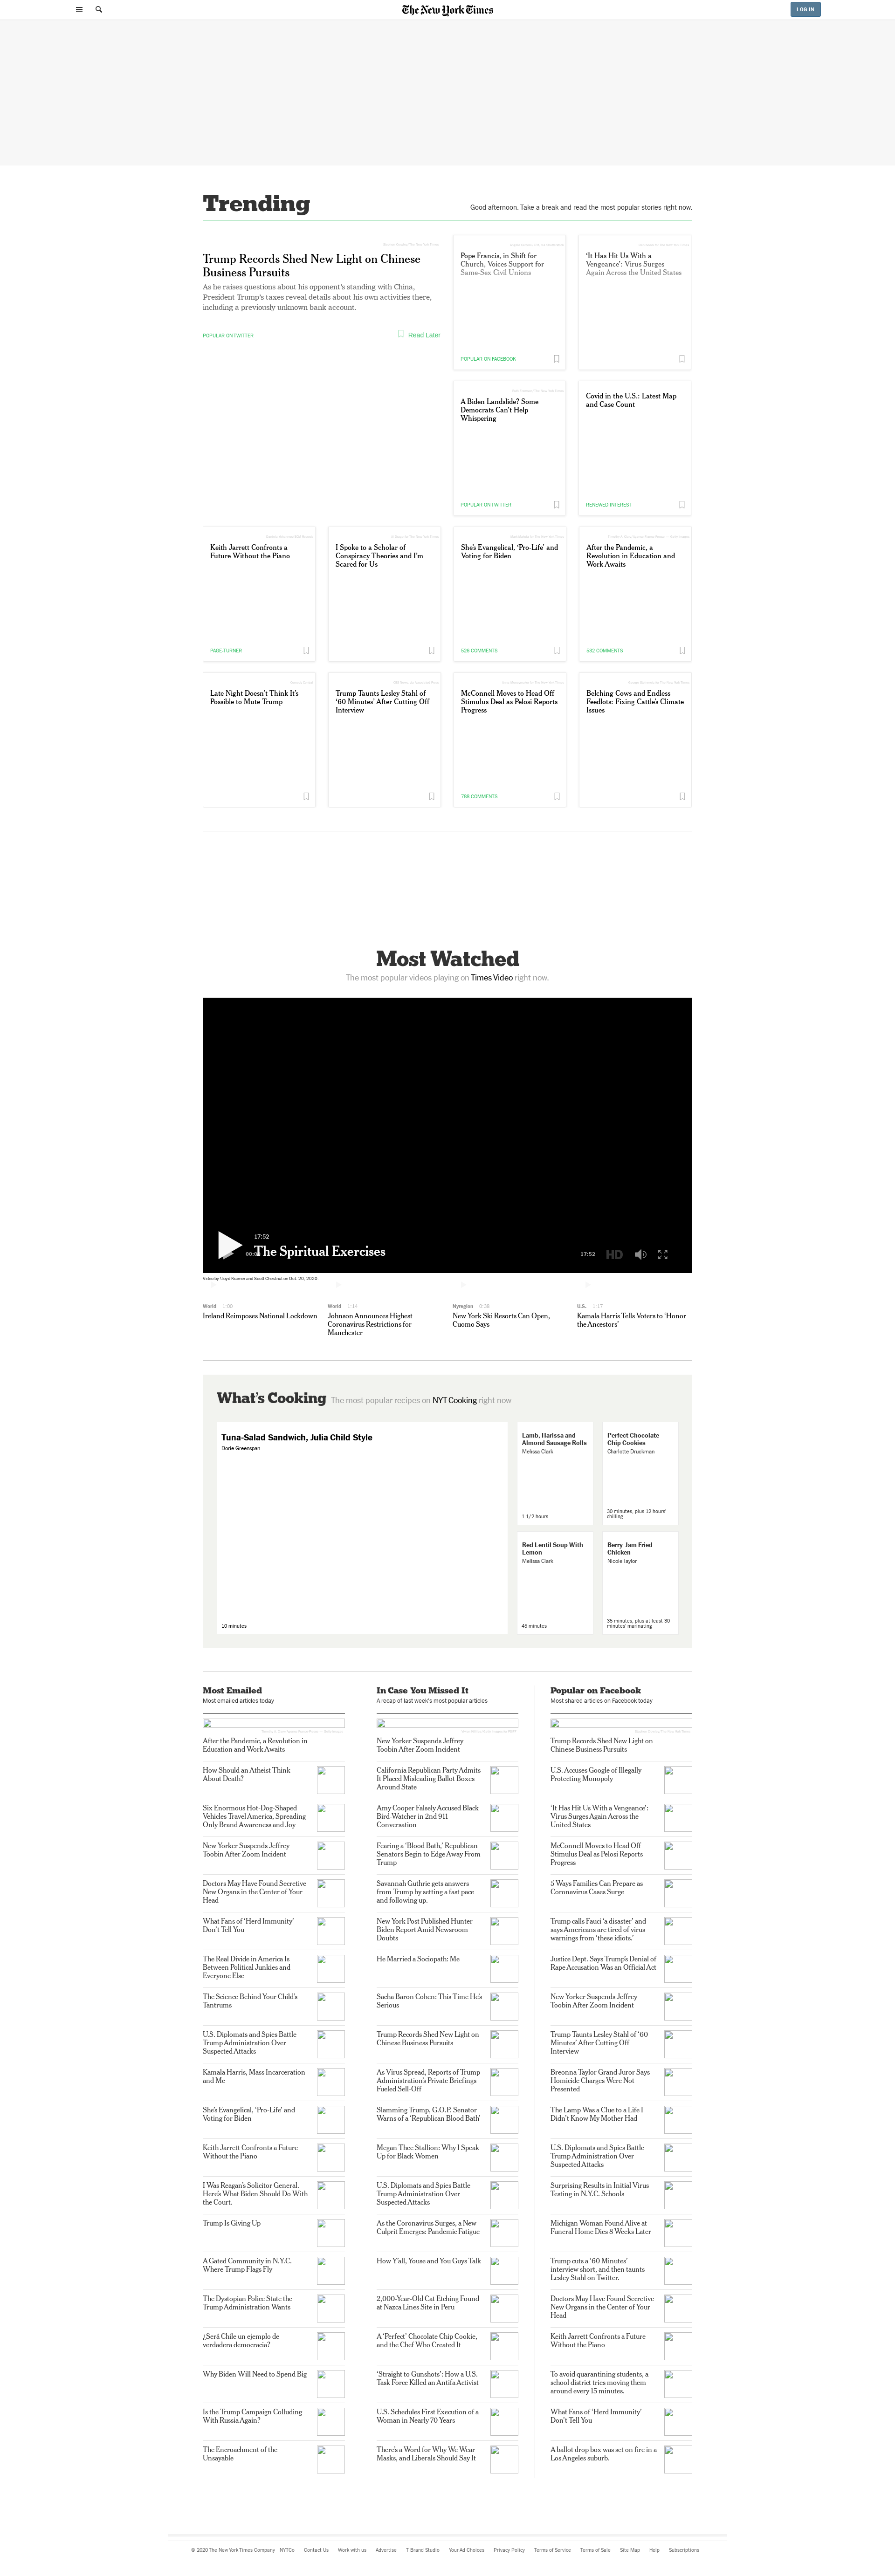 The New York Times
LOG IN
Trending
Good afternoon. Take a break and read the most popular stories right now.
Trump Records Shed New Light on Chinese
Business Pursuits
As he raises questions about his opponent's standing with China,
President Trump's taxes reveal details about his own activities there,
including a previously unknown bank account.
POPULAR ON TWITTER
Read Later
Pope Francis, in Shift for
Church, Voices Support for
Same-Sex Civil Unions
POPULAR ON FACEBOOK
'It Has Hit Us With a
Vengeance': Virus Surges
Again Across the United States
A Biden Landslide? Some
Democrats Can't Help
Whispering
POPULAR ON TWITTER
Covid in the U.S.: Latest Map
and Case Count
RENEWED INTEREST
Keith Jarrett Confronts a
Future Without the Piano
PAGE-TURNER
I Spoke to a Scholar of
Conspiracy Theories and I'm
Scared for Us
She's Evangelical, 'Pro-Life' and
Voting for Biden
526 COMMENTS
After the Pandemic, a
Revolution in Education and
Work Awaits
532 COMMENTS
Late Night Doesn't Think It's
Possible to Mute Trump
Trump Taunts Lesley Stahl of
'60 Minutes' After Cutting Off
Interview
McConnell Moves to Head Off
Stimulus Deal as Pelosi Reports
Progress
788 COMMENTS
Belching Cows and Endless
Feedlots: Fixing Cattle's Climate
Issues
Most Watched
The most popular videos playing on Times Video right now.
17:52
The Spiritual Exercises
17:52
HD
Video by Lloyd Kramer and Scott Chestnut on Oct. 20, 2020.
World 1:00
Ireland Reimposes National Lockdown
World 1:14
Johnson Announces Highest
Coronavirus Restrictions for
Manchester
Nyregion 0:38
New York Ski Resorts Can Open,
Cuomo Says
U.S. 1:17
Kamala Harris Tells Voters to 'Honor
the Ancestors'
What's Cooking The most popular recipes on NYT Cooking right now
Tuna-Salad Sandwich, Julia Child Style
Dorie Greenspan
10 minutes
Lamb, Harissa and
Almond Sausage Rolls
Melissa Clark
1 1/2 hours
Perfect Chocolate
Chip Cookies
Charlotte Druckman
30 minutes, plus 12 hours'
chilling
Red Lentil Soup With
Lemon
Melissa Clark
45 minutes
Berry-Jam Fried
Chicken
Nicole Taylor
35 minutes, plus at least 30
minutes' marinating
Most Emailed
Most emailed articles today
After the Pandemic, a Revolution in
Education and Work Awaits
How Should an Atheist Think
About Death?
Six Enormous Hot-Dog-Shaped
Vehicles Travel America, Spreading
Only Brand Awareness and Joy
New Yorker Suspends Jeffrey
Toobin After Zoom Incident
Doctors May Have Found Secretive
New Organs in the Center of Your
Head
What Fans of 'Herd Immunity'
Don't Tell You
The Real Divide in America Is
Between Political Junkies and
Everyone Else
The Science Behind Your Child's
Tantrums
U.S. Diplomats and Spies Battle
Trump Administration Over
Suspected Attacks
Kamala Harris, Mass Incarceration
and Me
She's Evangelical, 'Pro-Life' and
Voting for Biden
Keith Jarrett Confronts a Future
Without the Piano
I Was Reagan's Solicitor General.
Here's What Biden Should Do With
the Court.
Trump Is Giving Up
A Gated Community in N.Y.C.
Where Trump Flags Fly
The Dystopian Police State the
Trump Administration Wants
¿Será Chile un ejemplo de
verdadera democracia?
Why Biden Will Need to Spend Big
Is the Trump Campaign Colluding
With Russia Again?
The Encroachment of the
Unsayable
In Case You Missed It
A recap of last week's most popular articles
New Yorker Suspends Jeffrey
Toobin After Zoom Incident
California Republican Party Admits
It Placed Misleading Ballot Boxes
Around State
Amy Cooper Falsely Accused Black
Bird-Watcher in 2nd 911
Conversation
Fearing a 'Blood Bath,' Republican
Senators Begin to Edge Away From
Trump
Savannah Guthrie gets answers
from Trump by setting a fast pace
and following up.
New York Post Published Hunter
Biden Report Amid Newsroom
Doubts
He Married a Sociopath: Me
Sacha Baron Cohen: This Time He's
Serious
Trump Records Shed New Light on
Chinese Business Pursuits
As Virus Spread, Reports of Trump
Administration's Private Briefings
Fueled Sell-Off
Slamming Trump, G.O.P. Senator
Warns of a 'Republican Blood Bath'
Megan Thee Stallion: Why I Speak
Up for Black Women
U.S. Diplomats and Spies Battle
Trump Administration Over
Suspected Attacks
As the Coronavirus Surges, a New
Culprit Emerges: Pandemic Fatigue
How Y'all, Youse and You Guys Talk
2,000-Year-Old Cat Etching Found
at Nazca Lines Site in Peru
A 'Perfect' Chocolate Chip Cookie,
and the Chef Who Created It
'Straight to Gunshots': How a U.S.
Task Force Killed an Antifa Activist
U.S. Schedules First Execution of a
Woman in Nearly 70 Years
There's a Word for Why We Wear
Masks, and Liberals Should Say It
Popular on Facebook
Most shared articles on Facebook today
Trump Records Shed New Light on
Chinese Business Pursuits
U.S. Accuses Google of Illegally
Protecting Monopoly
'It Has Hit Us With a Vengeance':
Virus Surges Again Across the
United States
McConnell Moves to Head Off
Stimulus Deal as Pelosi Reports
Progress
5 Ways Families Can Prepare as
Coronavirus Cases Surge
Trump calls Fauci 'a disaster' and
says Americans are tired of virus
warnings from 'these idiots.'
Justice Dept. Says Trump's Denial of
Rape Accusation Was an Official Act
New Yorker Suspends Jeffrey
Toobin After Zoom Incident
Trump Taunts Lesley Stahl of '60
Minutes' After Cutting Off
Interview
Breonna Taylor Grand Juror Says
Homicide Charges Were Not
Presented
The Lamp Was a Clue to a Life I
Didn't Know My Mother Had
U.S. Diplomats and Spies Battle
Trump Administration Over
Suspected Attacks
Surprising Results in Initial Virus
Testing in N.Y.C. Schools
Michigan Woman Found Alive at
Funeral Home Dies 8 Weeks Later
Trump cuts a '60 Minutes'
interview short, and then taunts
Lesley Stahl on Twitter.
Doctors May Have Found Secretive
New Organs in the Center of Your
Head
Keith Jarrett Confronts a Future
Without the Piano
To avoid quarantining students, a
school district tries moving them
around every 15 minutes.
What Fans of 'Herd Immunity'
Don't Tell You
A ballot drop box was set on fire in a
Los Angeles suburb.
© 2020 The New York Times Company NYTCo Contact Us Work with us Advertise T Brand Studio Your Ad Choices Privacy Policy Terms of Service Terms of Sale Site Map Help Subscriptions